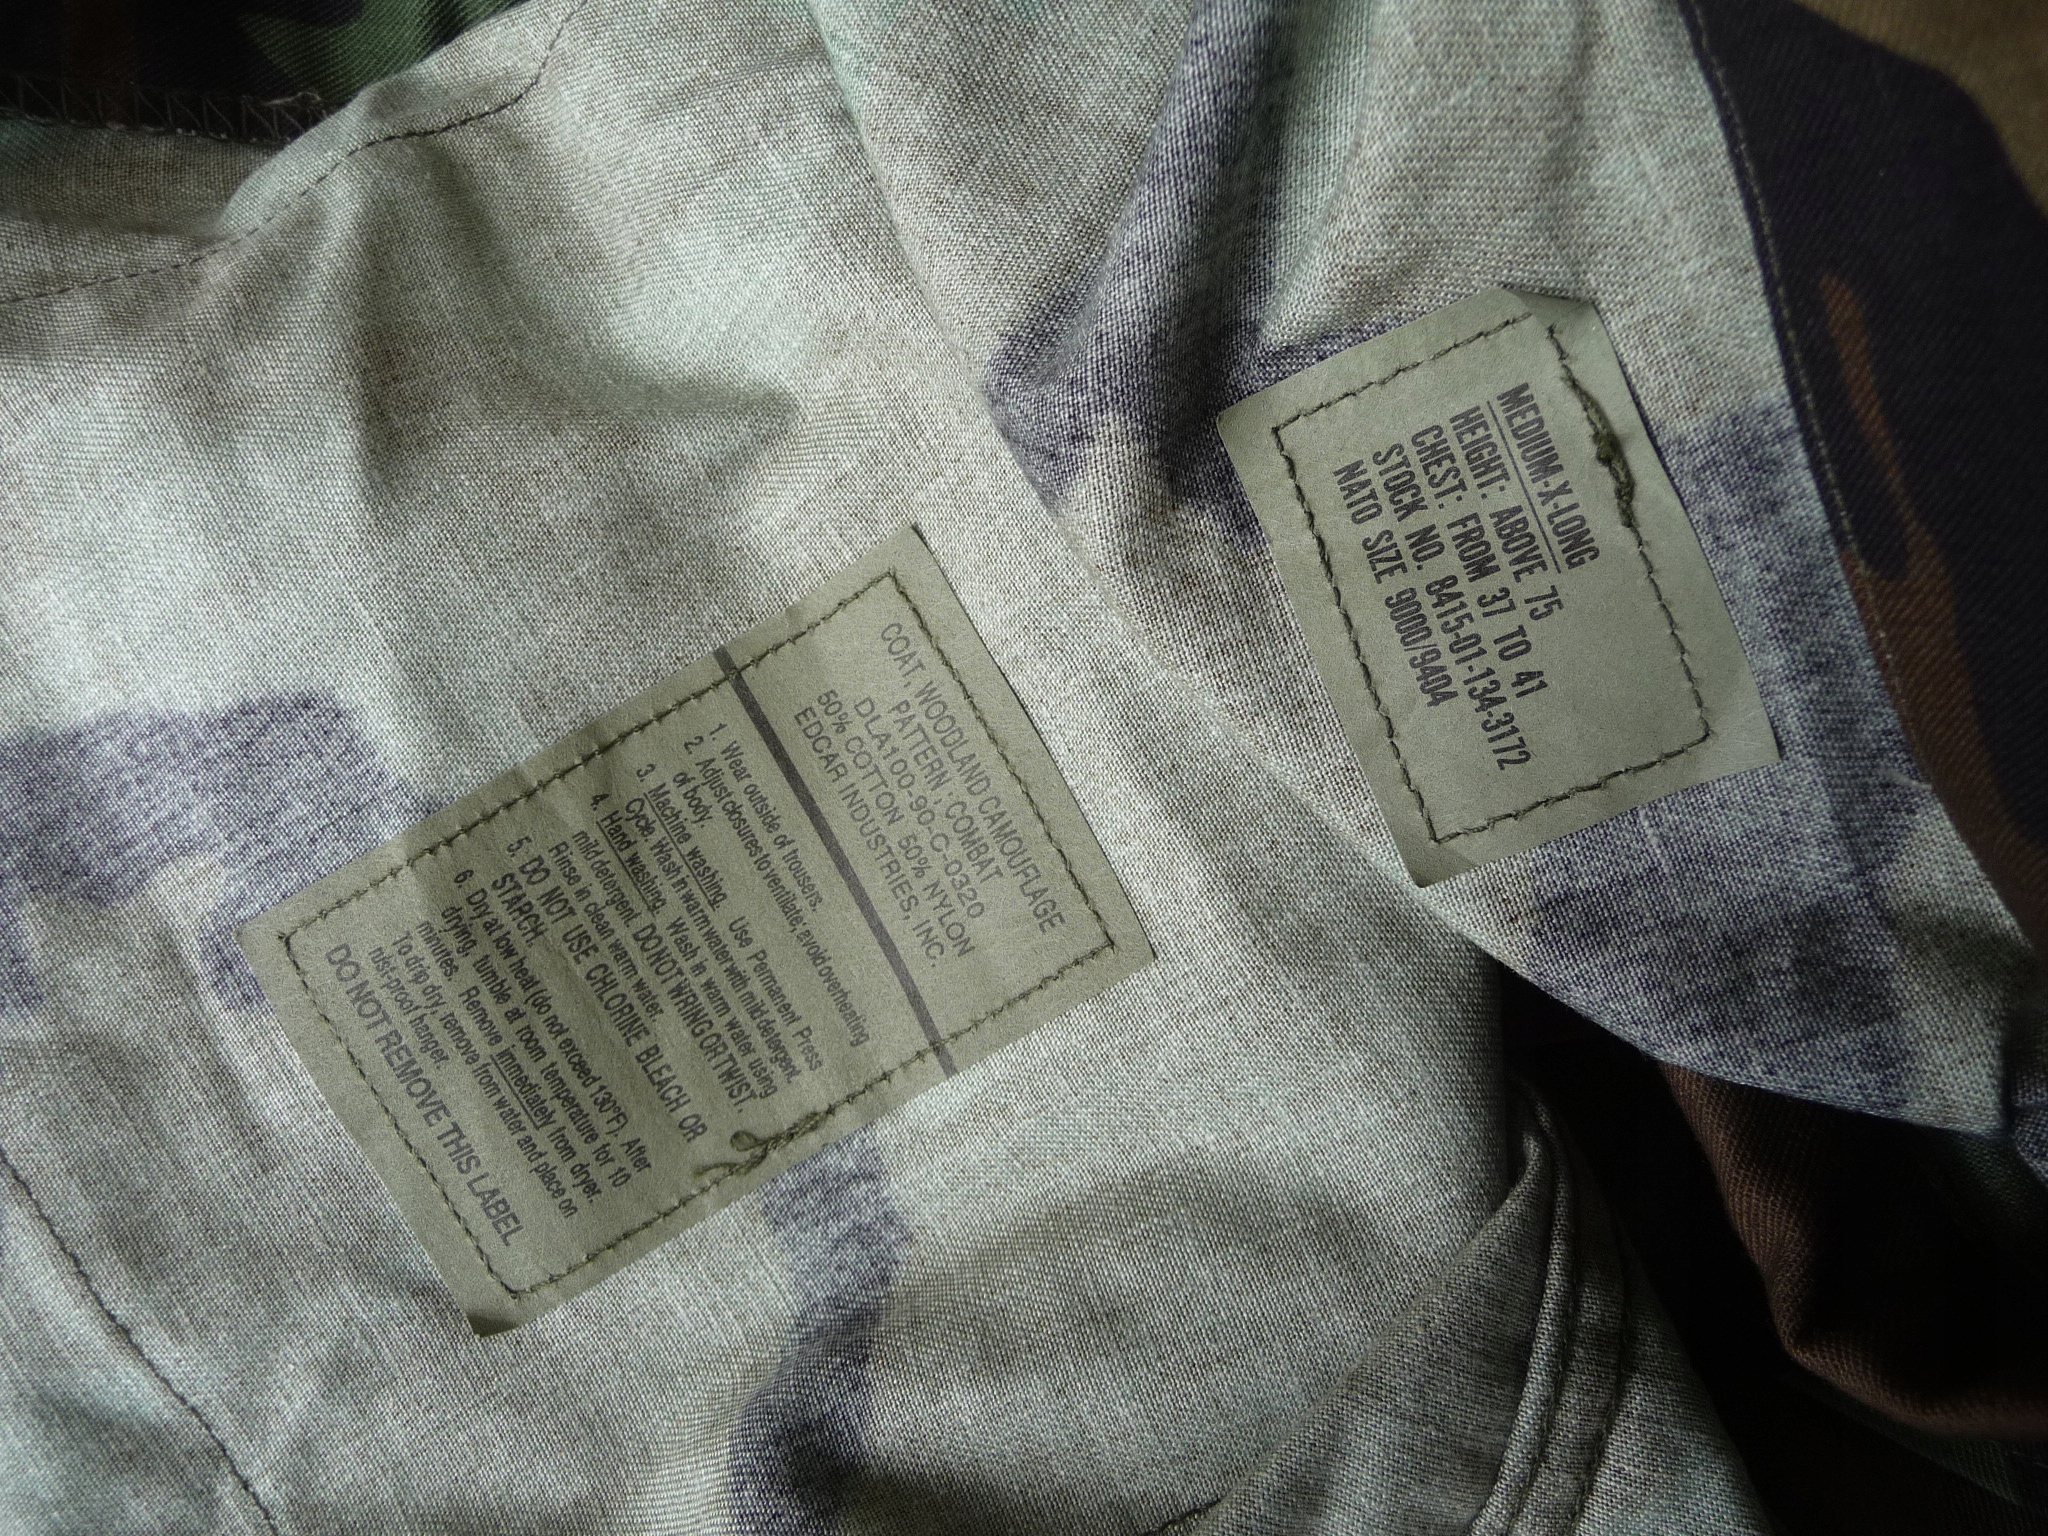 COAT, WOODLAND CAMOUFLAGE
PATTERN : COMBAT
DLA100-90-C-0320
50% COTTON 50% NYLON
EDCAR INDUSTRIES, INC.
1. Wear outside of trousers.
2. Adjust closures to ventilate; avoid overheating
of body.
3. Machine washing. Use Permanent Press
Cycle. Wash in warm water with mild detergent.
4. Hand washing. Wash in warm water using
mild detergent. DO NOT WRING OR TWIST.
Rinse in clean warm water.
5. DO NOT USE CHLORINE BLEACH OR
STARCH.
6. Dry at low heat (do not exceed 130°F). After
drying, tumble at room temperature for 10
minutes. Remove immediately from dryer.
To drip dry, remove from water and place on
rust-proof hanger.
DO NOT REMOVE THIS LABEL
MEDIUM-X-LONG
HEIGHT: ABOVE 75
CHEST: FROM 37 TO 41
STOCK NO. 8415-01-134-3172
NATO SIZE 9000/9404